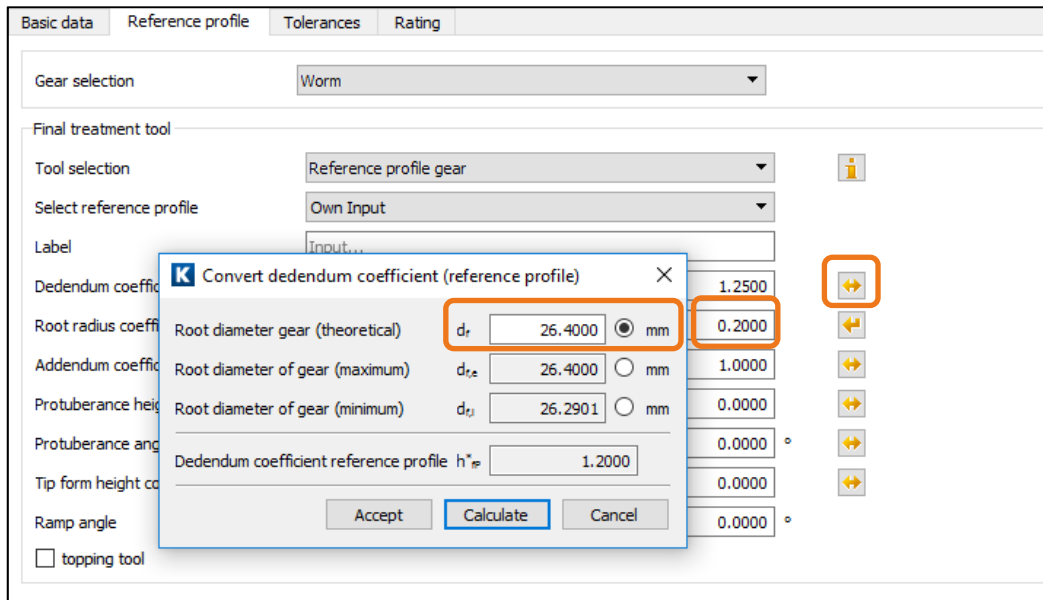 Basic data Reference profile Tolerances Rating
Gear selection Worm
Final treatment tool
Tool selection Reference profile gear
Select reference profile Own Input
Label Input...
K Convert dedendum coefficient (reference profile)
Dedendum coeffic 1.2500
Root diameter gear (theoretical) df 26.4000 mm
Root radius coeffi 0.2000
Addendum coeffic 1.0000
Root diameter of gear (maximum) df,e 26.4000 mm
Protuberance heig 0.0000
Root diameter of gear (minimum) df,i 26.2901 mm
Protuberance ang 0.0000 °
Dedendum coefficient reference profile h*fP 1.2000
Tip form height co 0.0000
Accept Calculate Cancel
Ramp angle 0.0000 °
topping tool